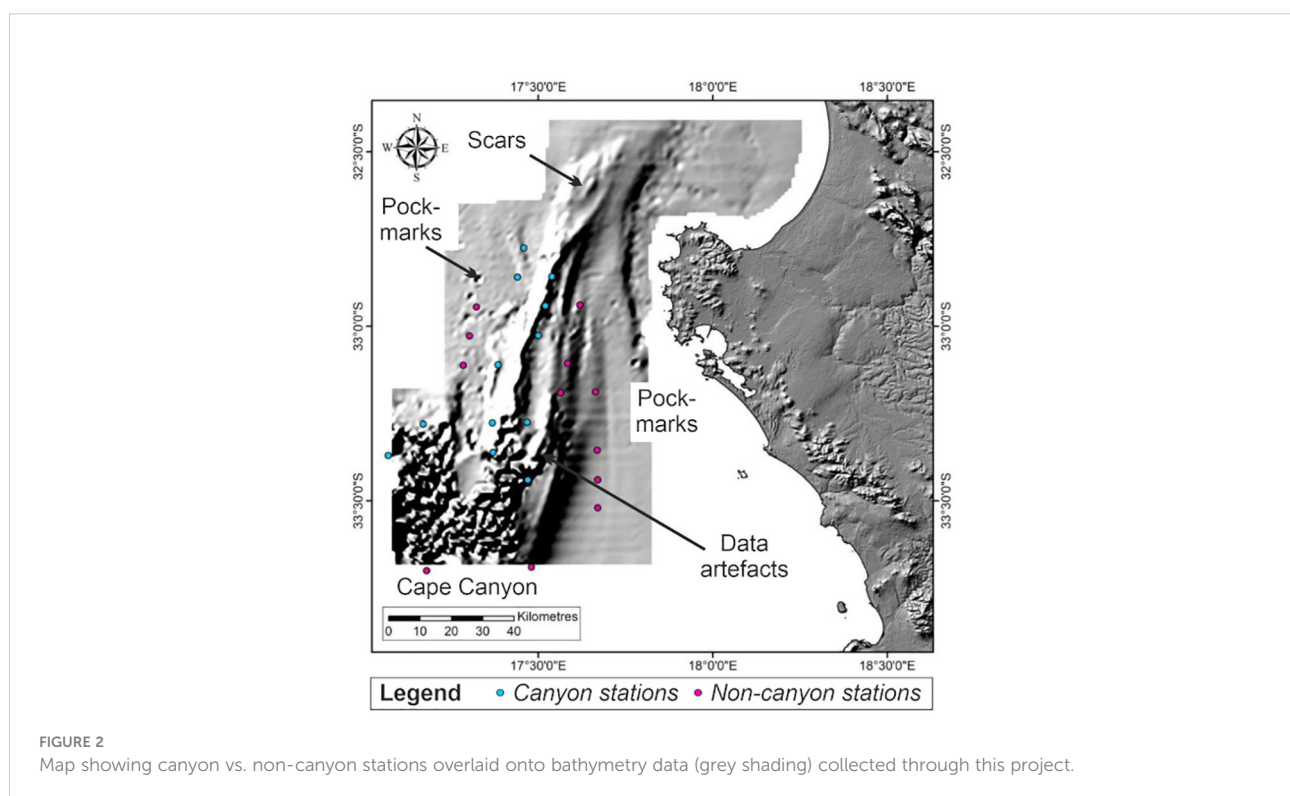 17°30'0"E
18°0'0"E
N
W
E
S
Scars
Pock-
marks
32°30'0"S
32°30'0"S
33°0'0"S
33°0'0"S
Pock-
marks
33°30'0"S
33°30'0"S
Data
artefacts
Cape Canyon
Kilometres
0 10 20 30 40
17°30'0"E
18°0'0"E
18°30'0"E
Legend Canyon stations Non-canyon stations
FIGURE 2
Map showing canyon vs. non-canyon stations overlaid onto bathymetry data (grey shading) collected through this project.